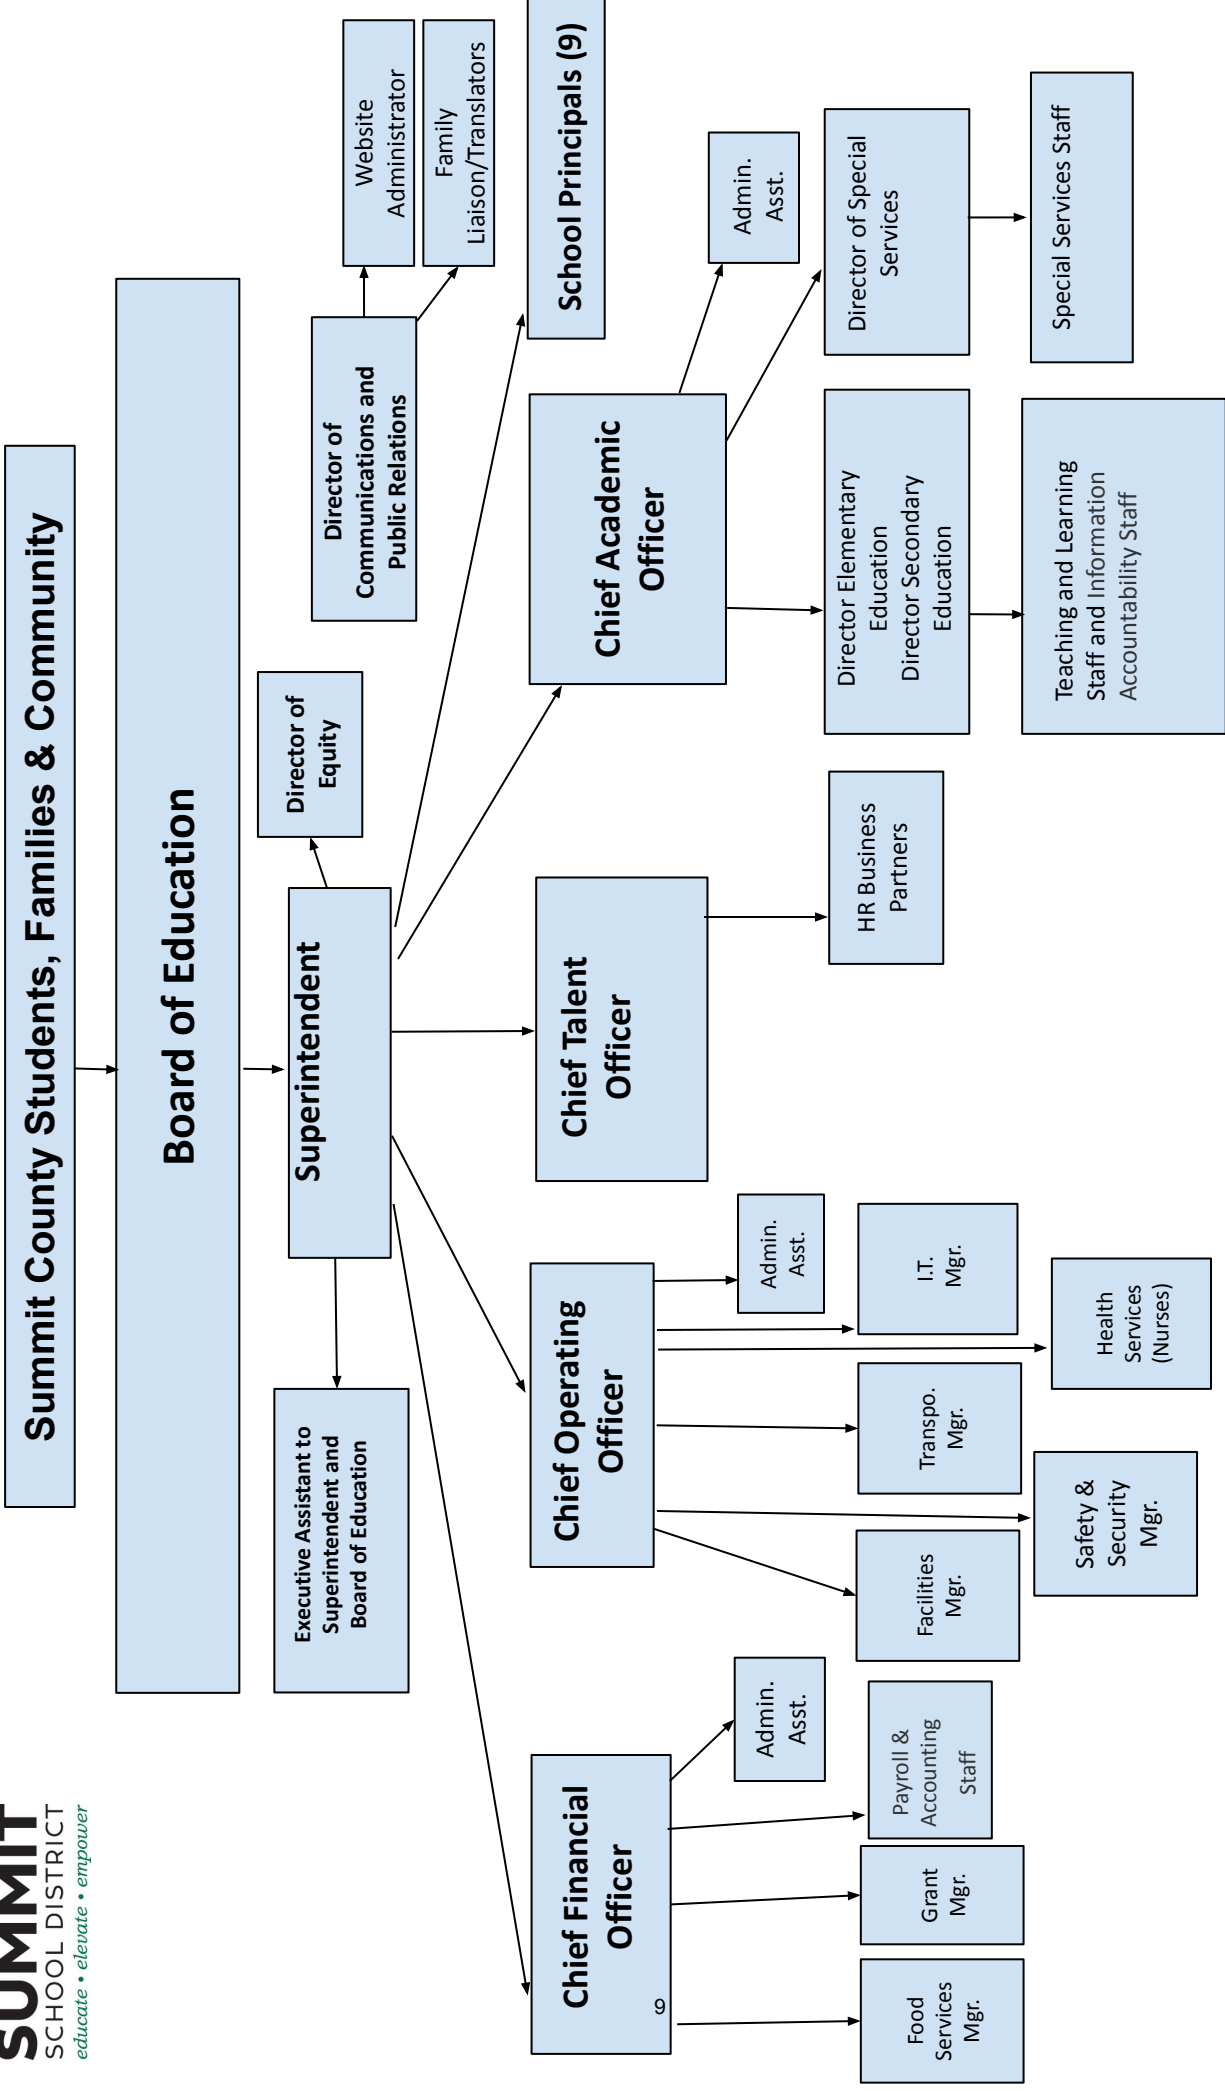 SUMMIT
SCHOOL DISTRICT
educate • elevate • empower
Summit County Students, Families & Community
Board of Education
Executive Assistant to
Superintendent and
Board of Education
Superintendent
Director of
Equity
Director of
Communications and
Public Relations
Website
Administrator
Family
Liaison/Translators
Chief Financial
Officer
9
Chief Operating
Officer
Chief Talent
Officer
Chief Academic
Officer
School Principals (9)
Admin.
Asst.
Admin.
Asst.
Admin.
Asst.
Food
Services
Mgr.
Grant
Mgr.
Payroll &
Accounting
Staff
Facilities
Mgr.
Transpo.
Mgr.
I.T.
Mgr.
HR Business
Partners
Director Elementary
Education
Director Secondary
Education
Director of Special
Services
Safety &
Security
Mgr.
Health
Services
(Nurses)
Teaching and Learning
Staff and Information
Accountability Staff
Special Services Staff